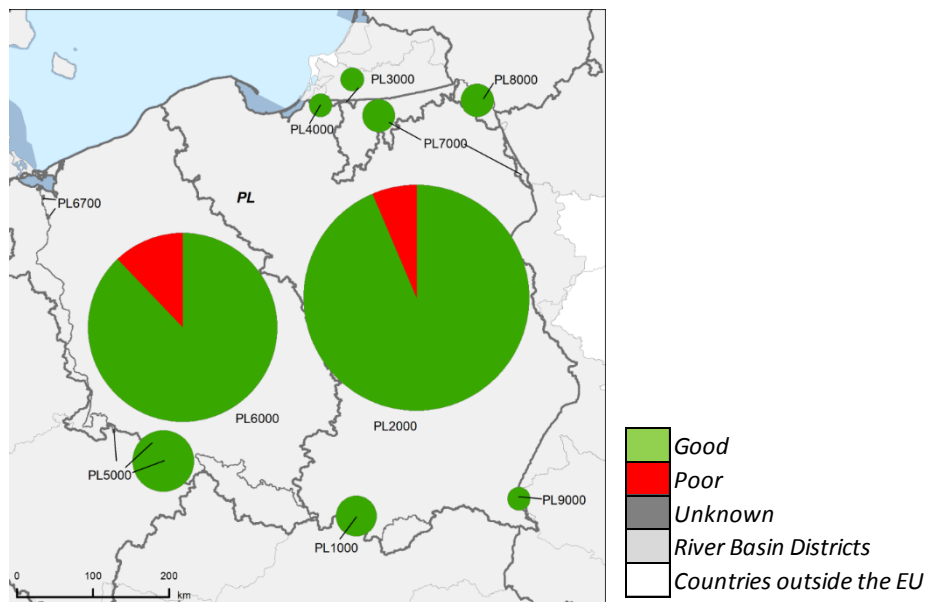 PL3000
PL8000
PL4000
PL7000
PL
PL6700
PL6000
PL2000
PL5000
PL9000
PL1000
0 100 200
km
Good
Poor
Unknown
River Basin Districts
Countries outside the EU